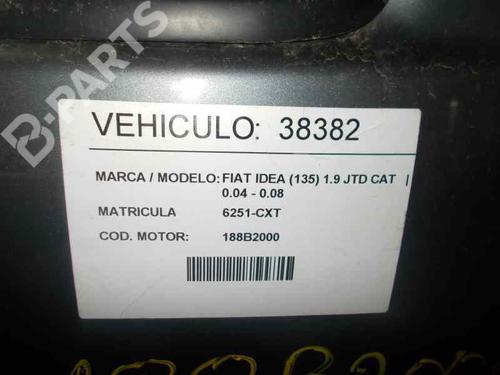 B-PARTS
VEHICULO: 38382
MARCA / MODELO: FIAT IDEA (135) 1.9 JTD CAT |
0.04 - 0.08
MATRICULA 6251-CXT
COD. MOTOR: 188B2000